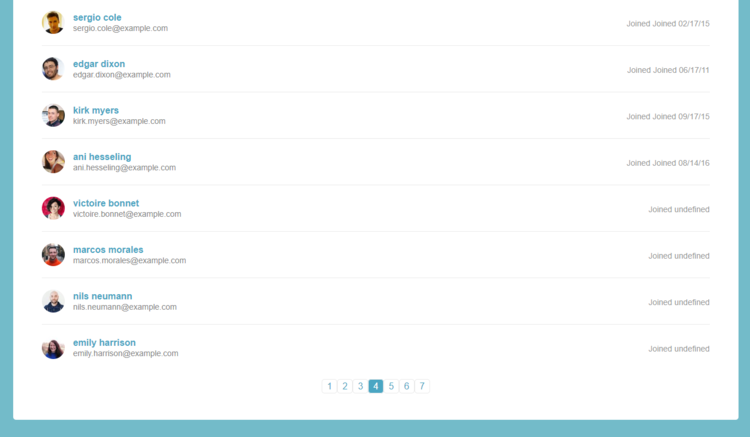 sergio cole
sergio.cole@example.com
Joined Joined 02/17/15
edgar dixon
edgar.dixon@example.com
Joined Joined 06/17/11
kirk myers
kirk.myers@example.com
Joined Joined 09/17/15
ani hesseling
ani.hesseling@example.com
Joined Joined 08/14/16
victoire bonnet
victoire.bonnet@example.com
Joined undefined
marcos morales
marcos.morales@example.com
Joined undefined
nils neumann
nils.neumann@example.com
Joined undefined
emily harrison
emily.harrison@example.com
Joined undefined
1 2 3 4 5 6 7